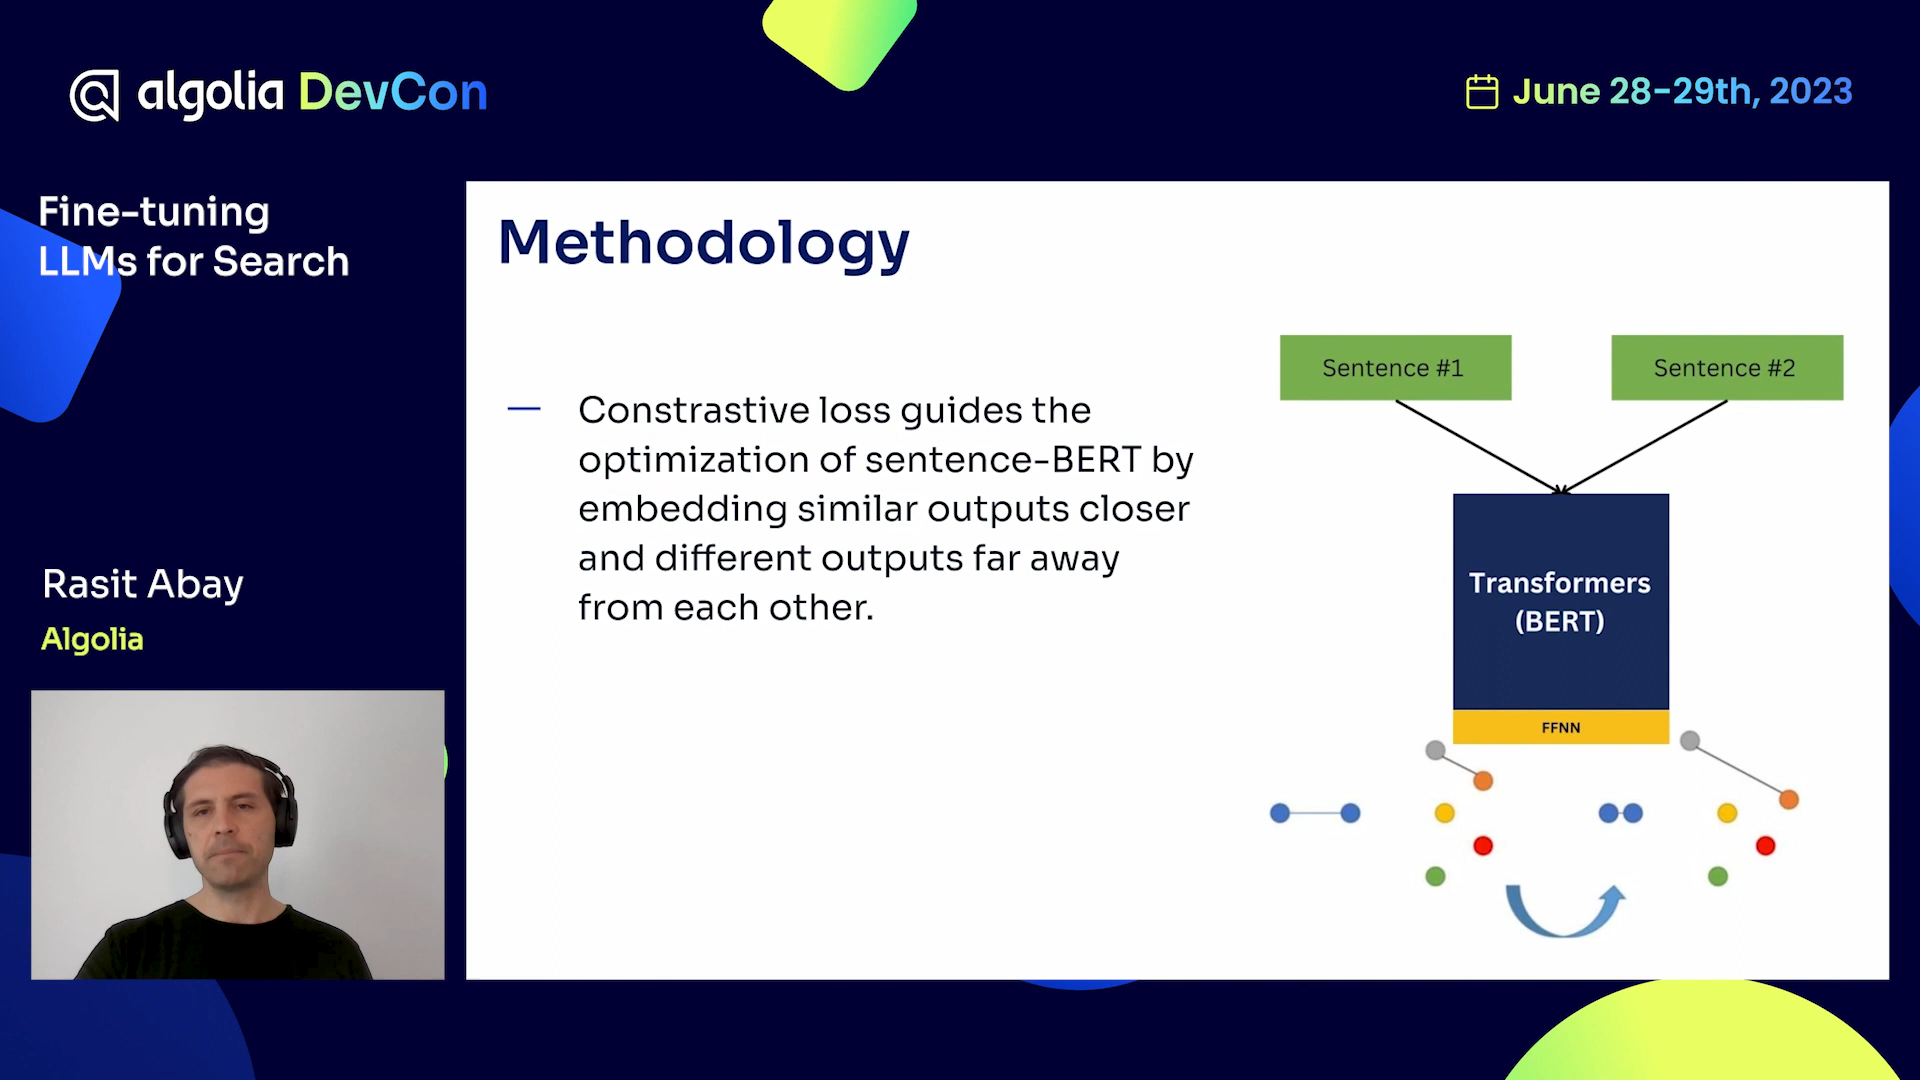 algolia DevCon
June 28-29th, 2023
Fine-tuning
LLMs for Search
Rasit Abay
Algolia
Methodology
— Constrastive loss guides the
optimization of sentence-BERT by
embedding similar outputs closer
and different outputs far away
from each other.
Sentence #1
Sentence #2
Transformers
(BERT)
FFNN